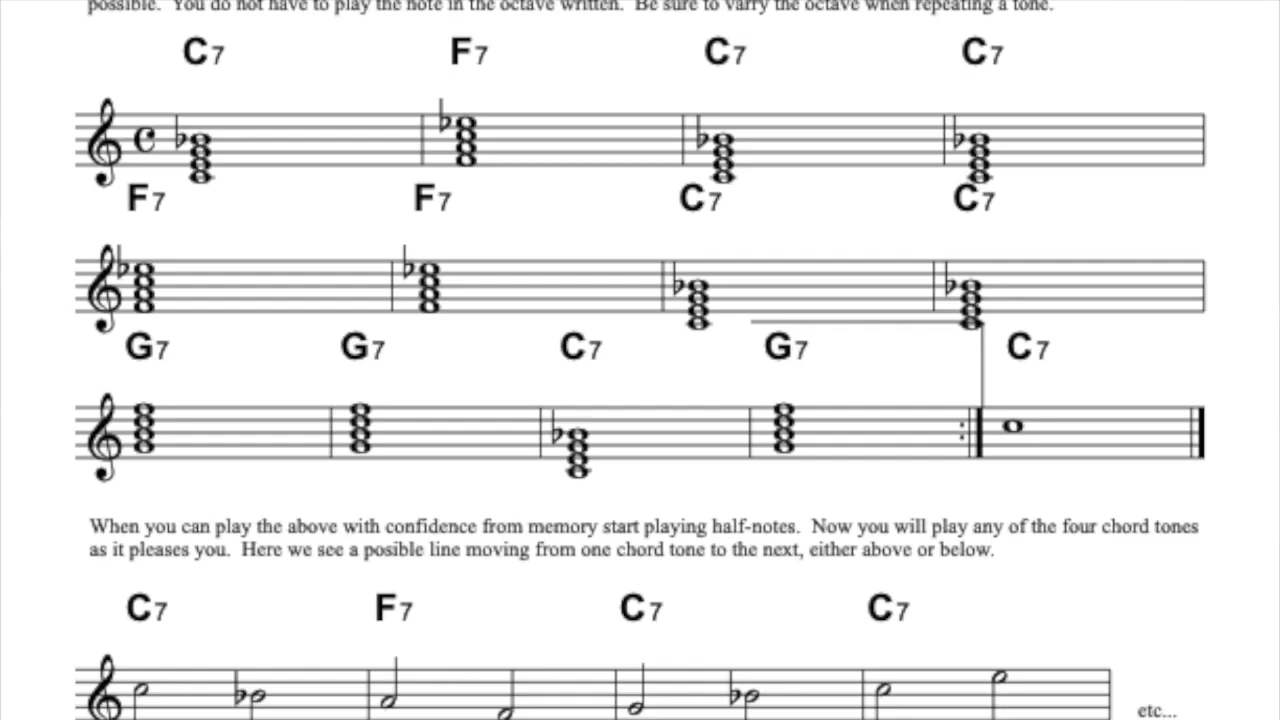 possible. You do not have to play the note in the octave written. Be sure to varry the octave when repeating a tone.
C7 F7 C7 C7
F7 F7 C7 C7
G7 G7 C7 G7 C7
When you can play the above with confidence from memory start playing half-notes. Now you will play any of the four chord tones
as it pleases you. Here we see a posible line moving from one chord tone to the next, either above or below.
C7 F7 C7 C7
etc...